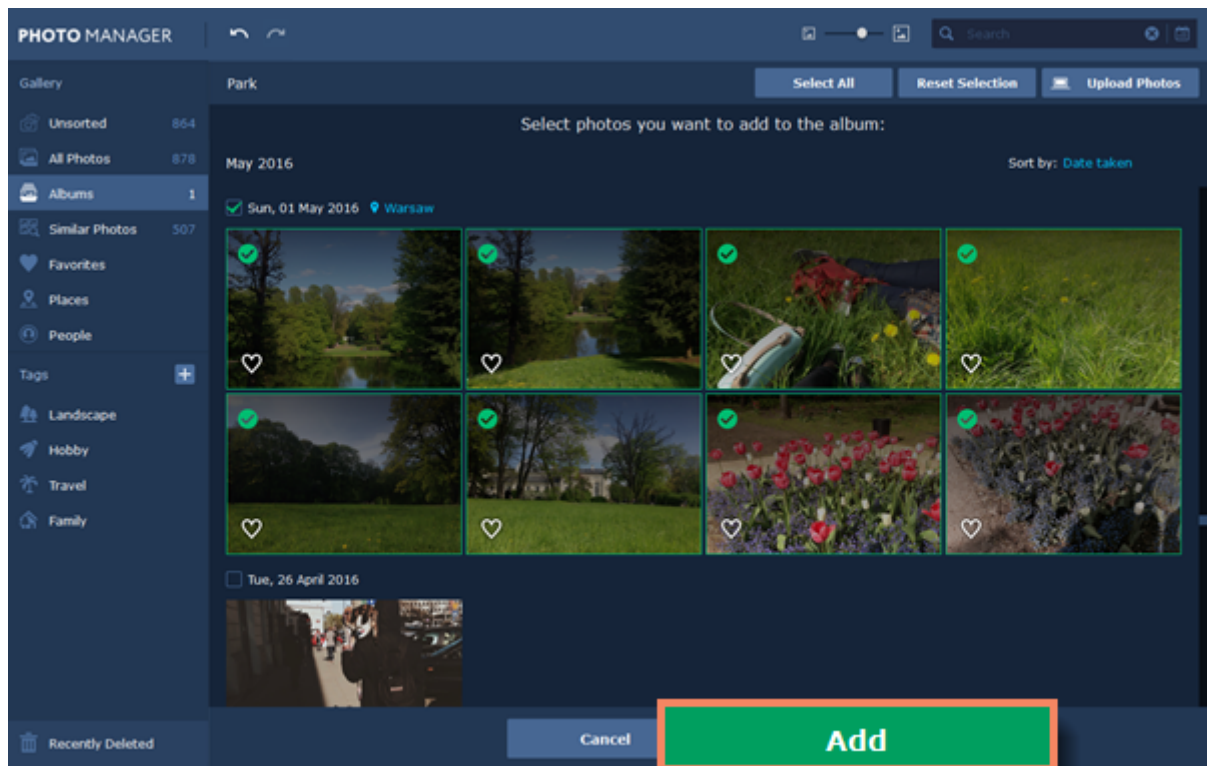 PHOTO MANAGER
Search
Gallery
Unsorted 864
All Photos 878
Albums 1
Similar Photos 507
Favorites
Places
People
Tags
Landscape
Hobby
Travel
Family
Recently Deleted
Park
Select All
Reset Selection
Upload Photos
Select photos you want to add to the album:
May 2016
Sort by: Date taken
Sun, 01 May 2016 Warsaw
Tue, 26 April 2016
Cancel
Add